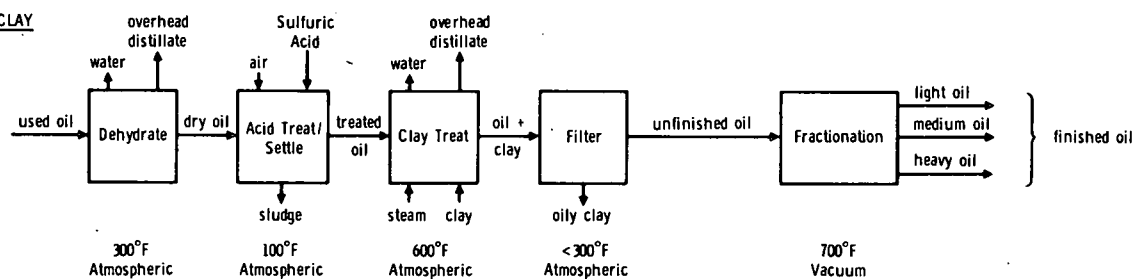 CLAY
overhead
distillate
water
Sulfuric
Acid
air
overhead
distillate
water
used oil
Dehydrate
dry oil
Acid Treat/
Settle
treated
oil
Clay Treat
oil +
clay
Filter
unfinished oil
Fractionation
light oil
medium oil
heavy oil
finished oil
sludge
steam
clay
oily clay
300°F
Atmospheric
100°F
Atmospheric
600°F
Atmospheric
<300°F
Atmospheric
700°F
Vacuum